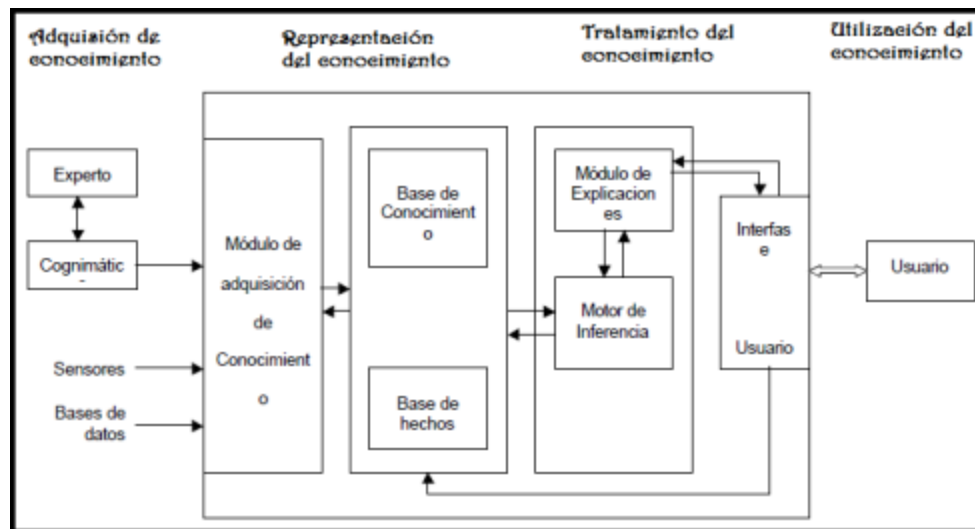 Adquisión de
conocimiento
Representación
del conocimiento
Tratamiento del
conocimiento
Utilización del
conocimiento
Experto
Cognimátic
Sensores
Bases de
datos
Módulo de
adquisición
de
Conocimient
o
Base de
Conocimient
o
Base de
hechos
Módulo de
Explicacion
es
Motor de
Inferencia
Interfas
e
Usuario
Usuario